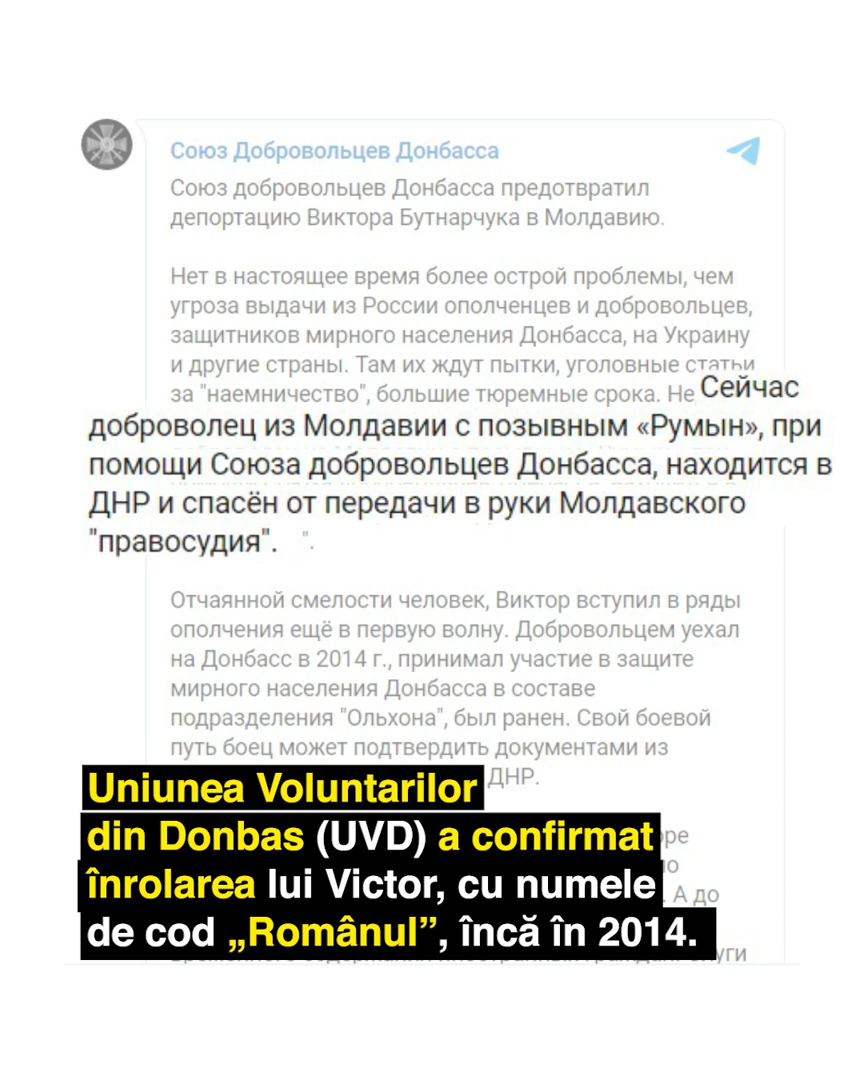 Союз Добровольцев Донбасса
Союз добровольцев Донбасса предотвратил
депортацию Виктора Бутнарчука в Молдавию.
Нет в настоящее время более острой проблемы, чем
угроза выдачи из России ополченцев и добровольцев,
защитников мирного населения Донбасса, на Украину
и другие страны. Там их ждут пытки, уголовные статьи
за "наемничество", большие тюремные срока. Не
Сейчас
доброволец из Молдавии с позывным «Румын», при
помощи Союза добровольцев Донбасса, находится в
ДНР и спасён от передачи в руки Молдавского
"правосудия". ".
Отчаянной смелости человек, Виктор вступил в ряды
ополчения ещё в первую волну. Добровольцем уехал
на Донбасс в 2014 г., принимал участие в защите
мирного населения Донбасса в составе
подразделения "Ольхона", был ранен. Свой боевой
путь боец может подтвердить документами из
ДНР.
Uniunea Voluntarilor
din Donbas (UVD) a confirmat
înrolarea lui Victor, cu numele
de cod „Românul”, încă în 2014.
А до